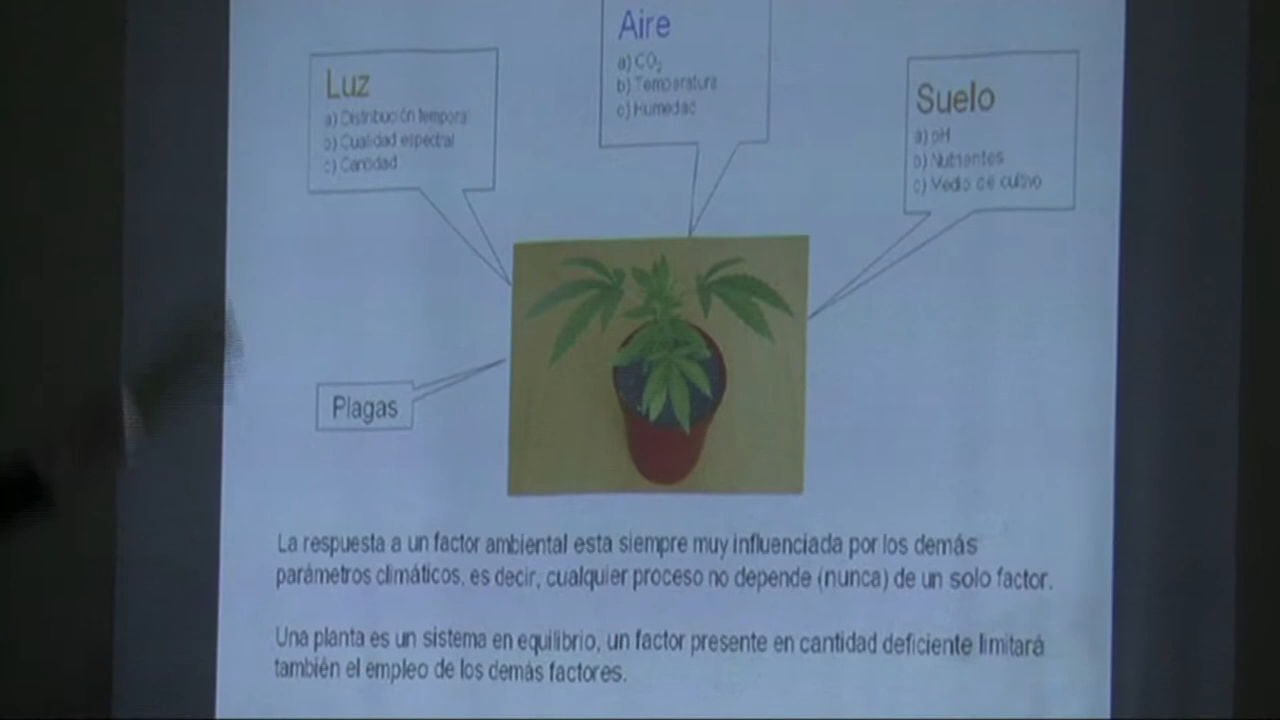 Aire
a) CO₂
b) Temperatura
c) Humedad
Luz
a) Distribución temporal
b) Cualidad espectral
c) Cantidad
Suelo
a) pH
b) Nutrientes
c) Medio de cultivo
Plagas
La respuesta a un factor ambiental esta siempre muy influenciada por los demás
parámetros climáticos, es decir, cualquier proceso no depende (nunca) de un solo factor.
Una planta es un sistema en equilibrio, un factor presente en cantidad deficiente limitará
también el empleo de los demás factores.